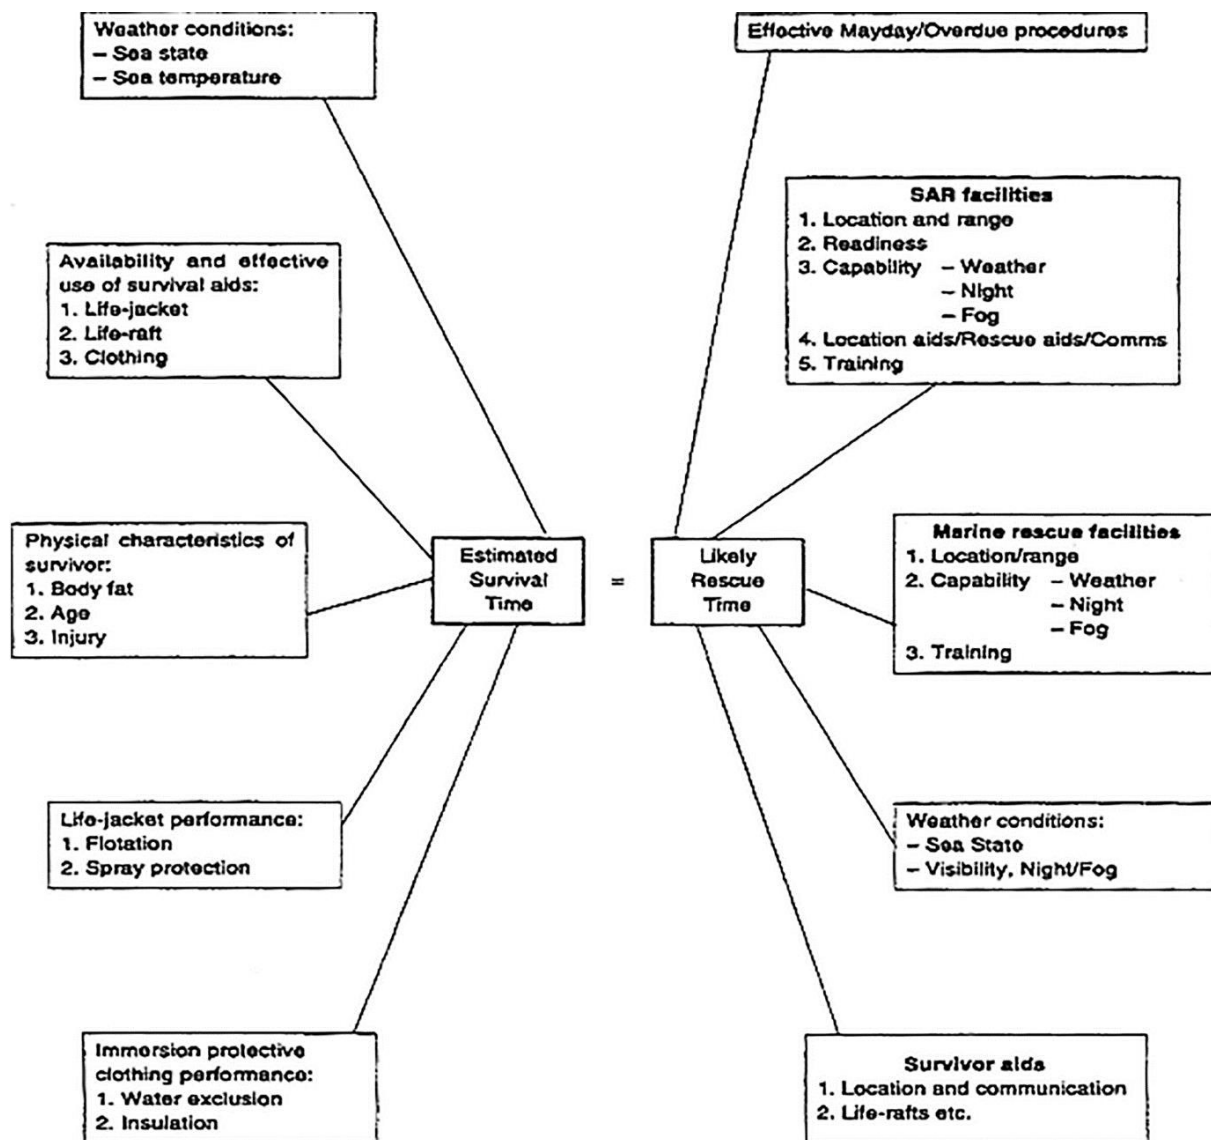 Weather conditions:
– Sea state
– Sea temperature
Effective Mayday/Overdue procedures
SAR facilities
1. Location and range
2. Readiness
3. Capability – Weather
– Night
– Fog
4. Location aids/Rescue aids/Comms
5. Training
Availability and effective
use of survival aids:
1. Life-jacket
2. Life-raft
3. Clothing
Physical characteristics of
survivor:
1. Body fat
2. Age
3. Injury
Estimated
Survival
Time
=
Likely
Rescue
Time
Marine rescue facilities
1. Location/range
2. Capability – Weather
– Night
– Fog
3. Training
Life-jacket performance:
1. Flotation
2. Spray protection
Weather conditions:
– Sea State
– Visibility, Night/Fog
Immersion protective
clothing performance:
1. Water exclusion
2. Insulation
Survivor aids
1. Location and communication
2. Life-rafts etc.